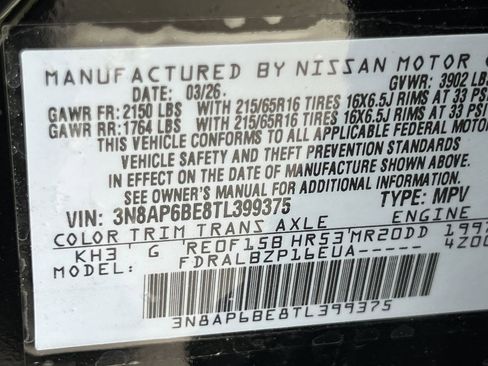 MANUFACTURED BY NISSAN MOTOR
DATE: 03/26. GVWR: 3902 LB
GAWR FR: 2150 LBS WITH 215/65R16 TIRES 16X6.5J RIMS AT 33 PSI
GAWR RR: 1764 LBS WITH 215/65R16 TIRES 16X6.5J RIMS AT 33 PSI
THIS VEHICLE CONFORMS TO ALL APPLICABLE FEDERAL MOTOR
VEHICLE SAFETY AND THEFT PREVENTION STANDARDS
IN EFFECT ON THE DATE OF MANUFACTURE
SEE OWNER'S MANUAL FOR ADDITIONAL INFORMATION.
VIN: 3N8AP6BE8TL399375 TYPE: MPV
COLOR TRIM TRANS AXLE ENGINE
KH3 G RE0F15B HR53 MR20DD 1997
FDRALBZP16EUA 4Z00
3N8AP6BE8TL399375